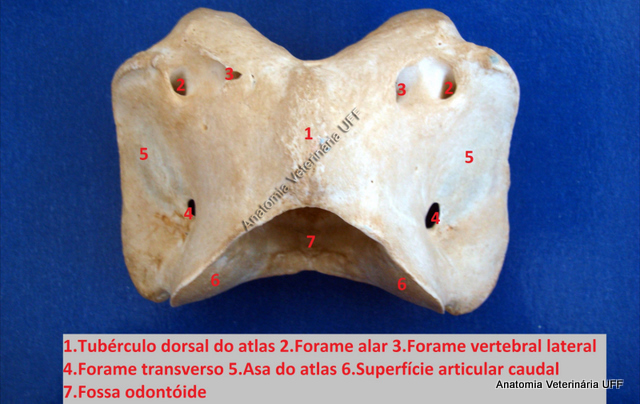 2
3
3
2
1
5
5
4
4
7
6
6
Anatomia Veterinária UFF
1.Tubérculo dorsal do atlas 2.Forame alar 3.Forame vertebral lateral
4.Forame transverso 5.Asa do atlas 6.Superfície articular caudal
7.Fossa odontóide
Anatomia Veterinária UFF